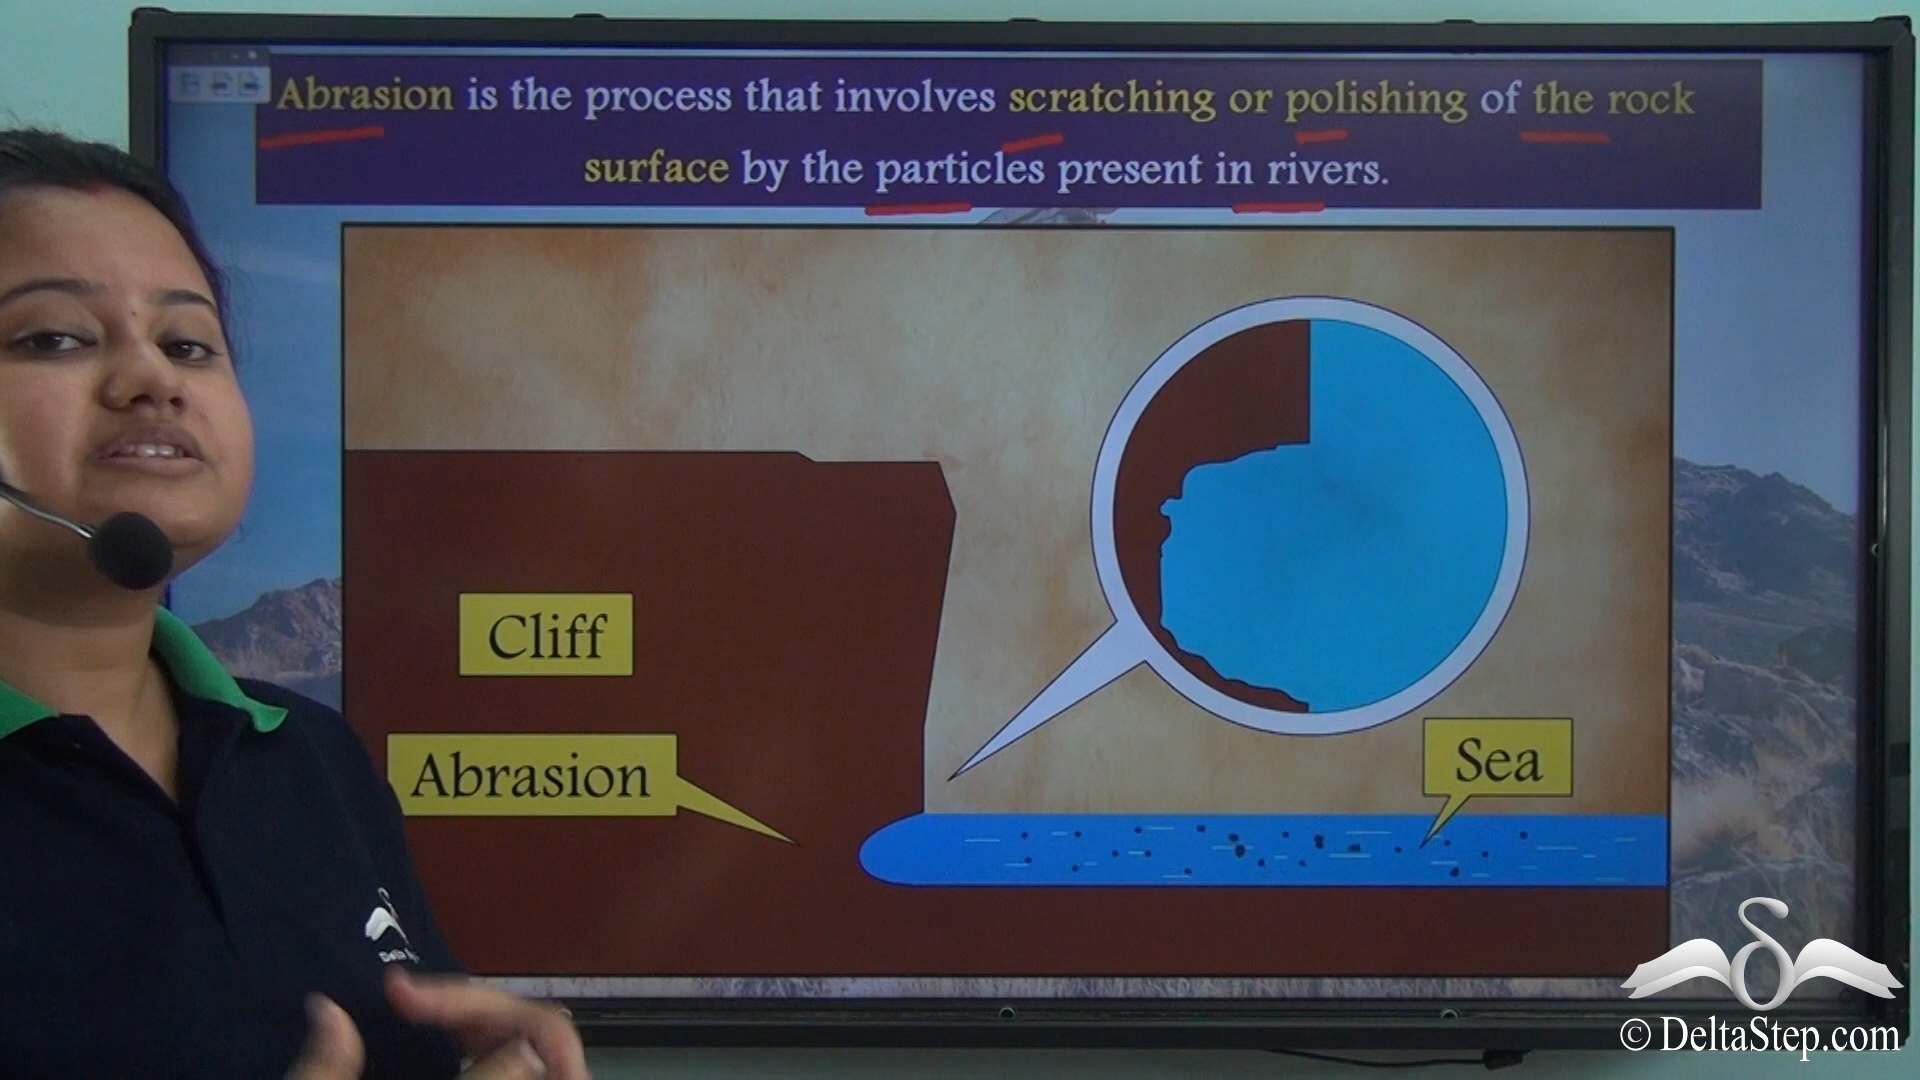 Abrasion is the process that involves scratching or polishing of the rock
surface by the particles present in rivers.
Cliff
Abrasion
Sea
© DeltaStep.com